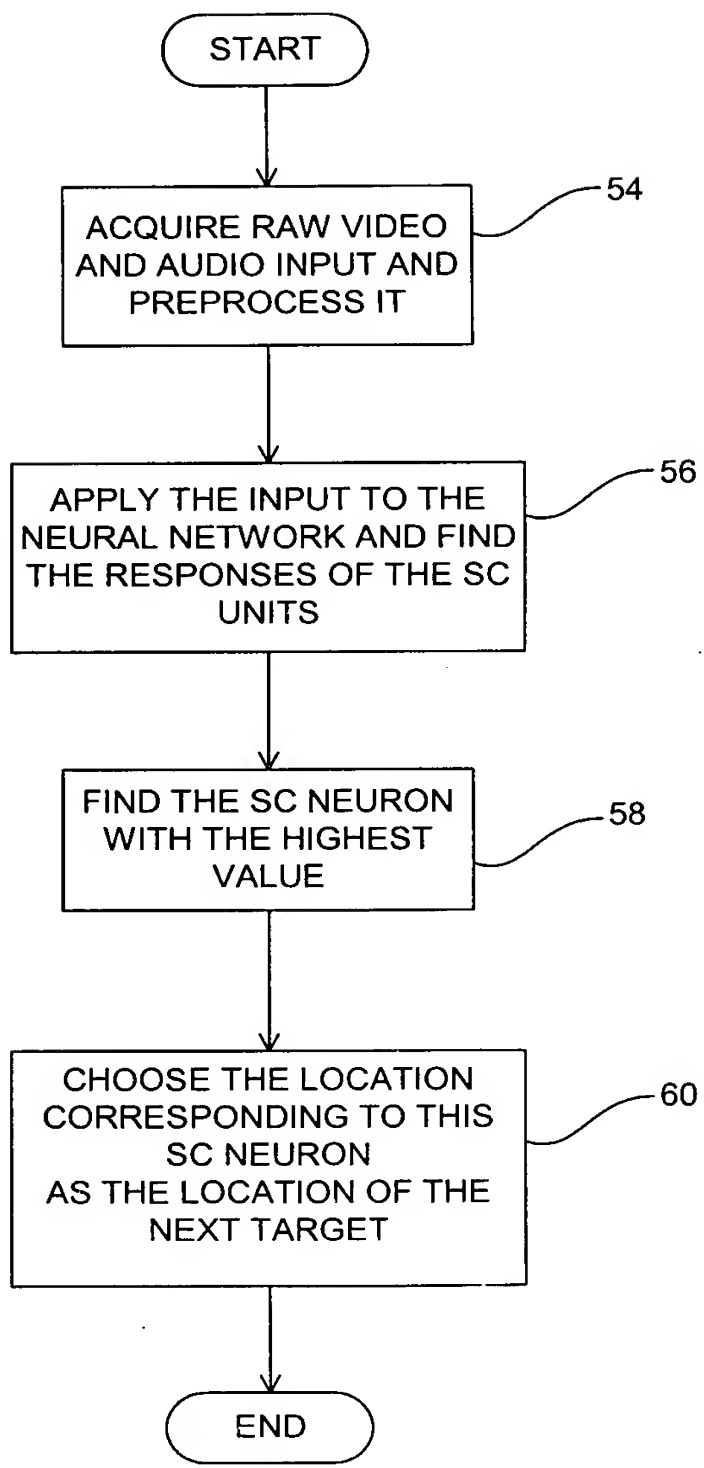 START
54
ACQUIRE RAW VIDEO
AND AUDIO INPUT AND
PREPROCESS IT
56
APPLY THE INPUT TO THE
NEURAL NETWORK AND FIND
THE RESPONSES OF THE SC
UNITS
58
FIND THE SC NEURON
WITH THE HIGHEST
VALUE
60
CHOOSE THE LOCATION
CORRESPONDING TO THIS
SC NEURON
AS THE LOCATION OF THE
NEXT TARGET
END